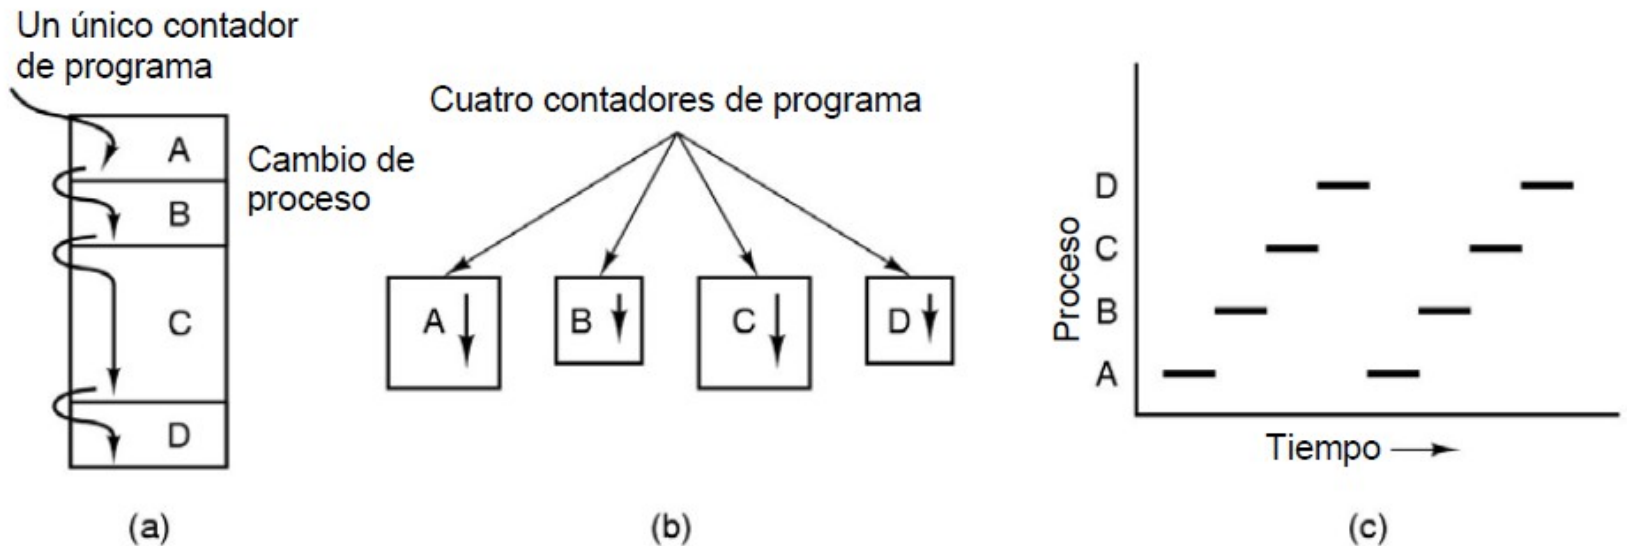 Un único contador
de programa
A
B
C
D
Cambio de
proceso
(a)
Cuatro contadores de programa
A
B
C
D
(b)
Proceso
D
C
B
A
Tiempo
(c)